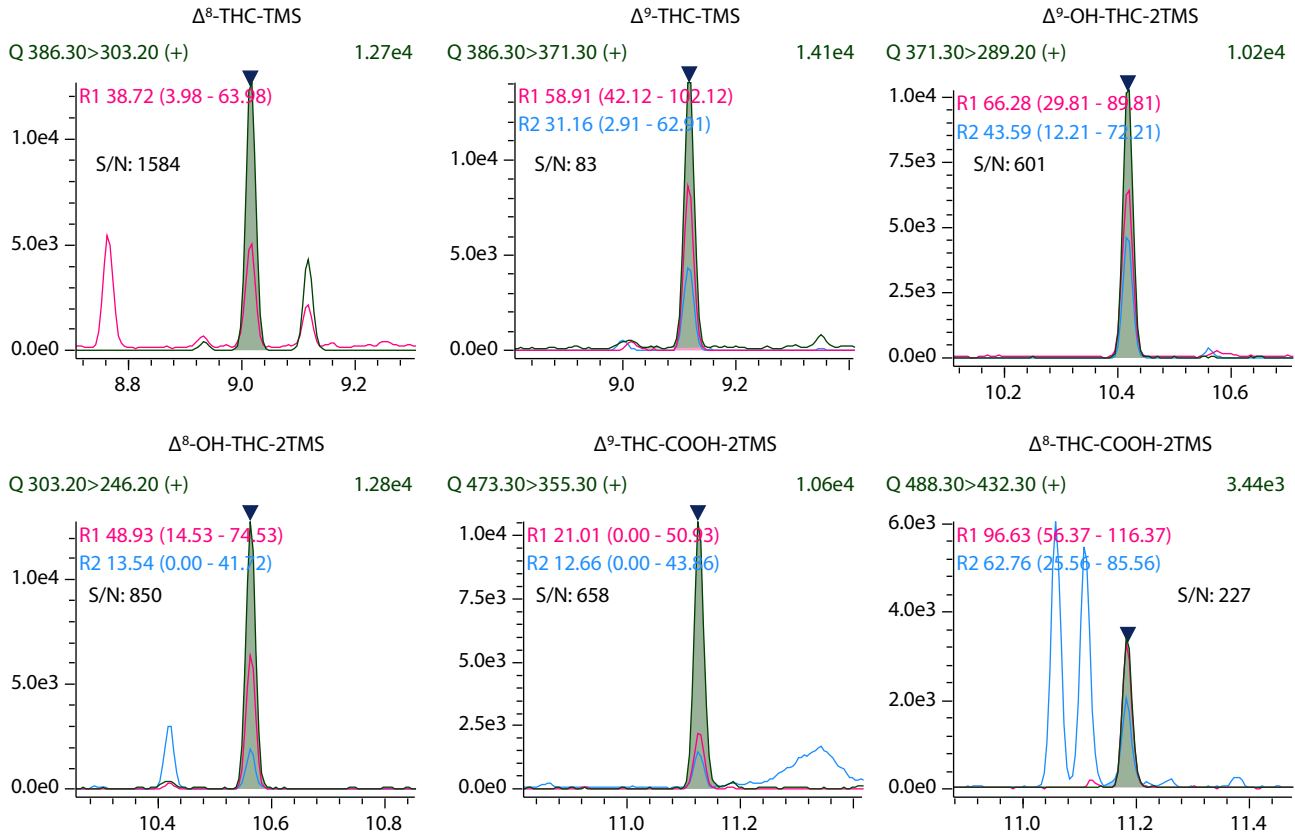 Δ⁸-THC-TMS
Q 386.30>303.20 (+) 1.27e4
R1 38.72 (3.98 - 63.98)
S/N: 1584
1.0e4
5.0e3
0.0e0
8.8 9.0 9.2
Δ⁹-THC-TMS
Q 386.30>371.30 (+) 1.41e4
R1 58.91 (42.12 - 102.12)
R2 31.16 (2.91 - 62.91)
S/N: 83
1.0e4
5.0e3
0.0e0
9.0 9.2
Δ⁹-OH-THC-2TMS
Q 371.30>289.20 (+) 1.02e4
R1 66.28 (29.81 - 89.81)
R2 43.59 (12.21 - 72.21)
S/N: 601
1.0e4
7.5e3
5.0e3
2.5e3
0.0e0
10.2 10.4 10.6
Δ⁸-OH-THC-2TMS
Q 303.20>246.20 (+) 1.28e4
R1 48.93 (14.53 - 74.53)
R2 13.54 (0.00 - 41.72)
S/N: 850
1.0e4
5.0e3
0.0e0
10.4 10.6 10.8
Δ⁹-THC-COOH-2TMS
Q 473.30>355.30 (+) 1.06e4
R1 21.01 (0.00 - 50.93)
R2 12.66 (0.00 - 43.86)
S/N: 658
1.0e4
7.5e3
5.0e3
2.5e3
0.0e0
11.0 11.2
Δ⁸-THC-COOH-2TMS
Q 488.30>432.30 (+) 3.44e3
R1 96.63 (56.37 - 116.37)
R2 62.76 (25.56 - 85.56)
S/N: 227
6.0e3
4.0e3
2.0e3
0.0e0
11.0 11.2 11.4